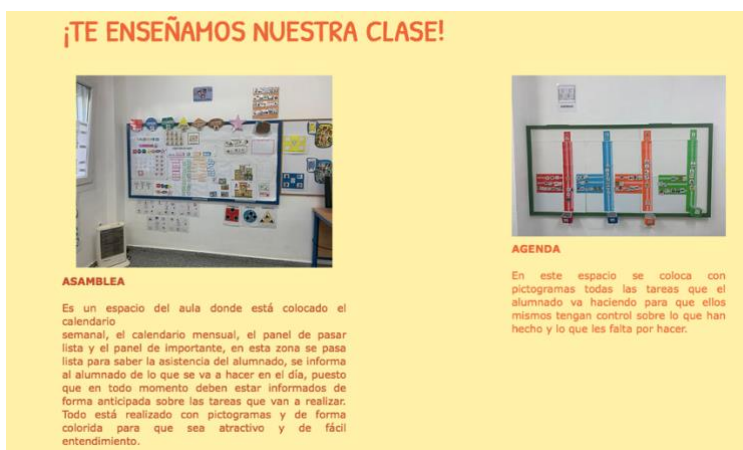 ¡TE ENSEÑAMOS NUESTRA CLASE!
ASAMBLEA
Es un espacio del aula donde está colocado el
calendario
semanal, el calendario mensual, el panel de pasar
lista y el panel de importante, en esta zona se pasa
lista para saber la asistencia del alumnado, se informa
al alumnado de lo que se va a hacer en el día, puesto
que en todo momento deben estar informados de
forma anticipada sobre las tareas que van a realizar.
Todo está realizado con pictogramas y de forma
colorida para que sea atractivo y de fácil
entendimiento.
AGENDA
En este espacio se coloca con
pictogramas todas las tareas que el
alumnado va haciendo para que ellos
mismos tengan control sobre lo que han
hecho y lo que les falta por hacer.